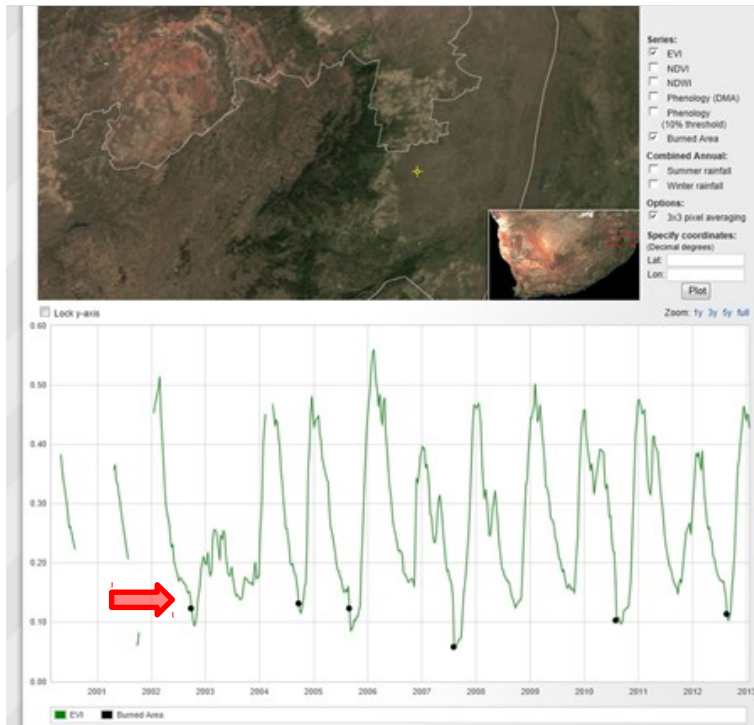 Series:
EVI
NDVI
NDWI
Phenology (DMA)
Phenology
(10% threshold)
Burned Area
Combined Annual:
Summer rainfall
Winter rainfall
Options:
3x3 pixel averaging
Specify coordinates:
(Decimal degrees)
Lat:
Lon:
Plot
Lock y-axis
Zoom: 1y 3y 5y full
0.60
0.50
0.40
0.30
0.20
0.10
0.00
2001 2002 2003 2004 2005 2006 2007 2008 2009 2010 2011 2012 2013
EVI Burned Area